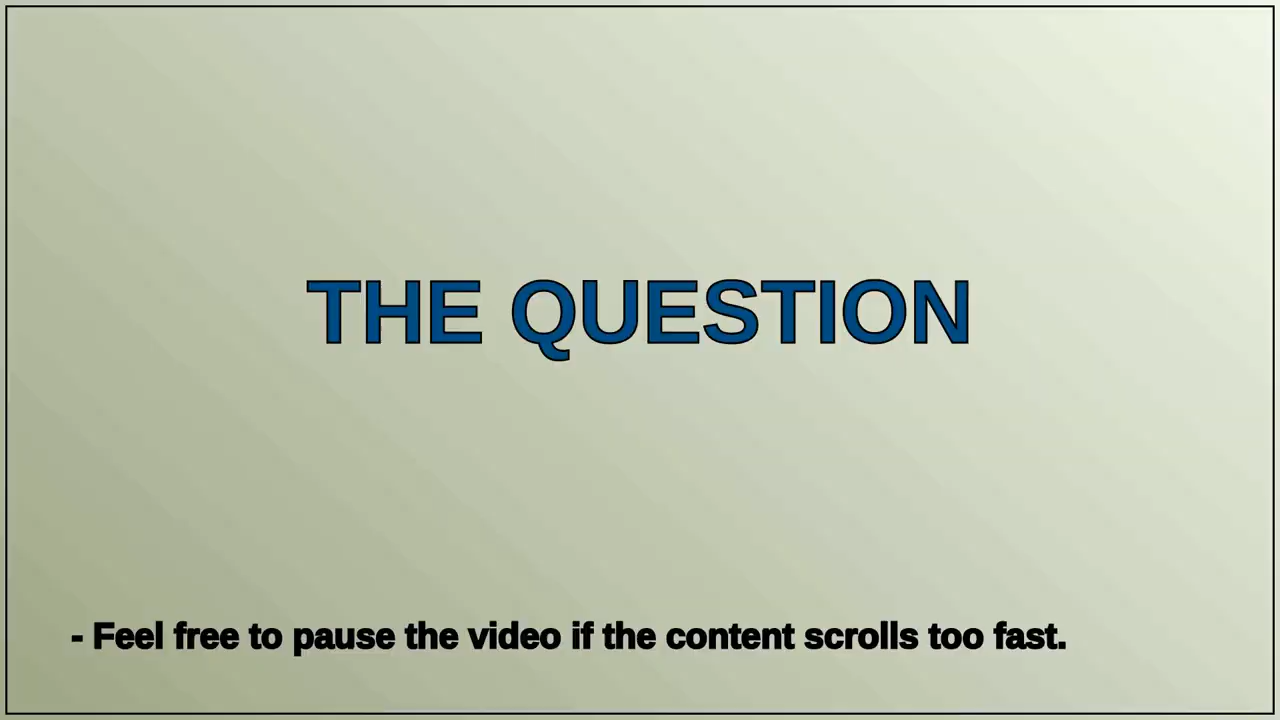 THE QUESTION
- Feel free to pause the video if the content scrolls too fast.